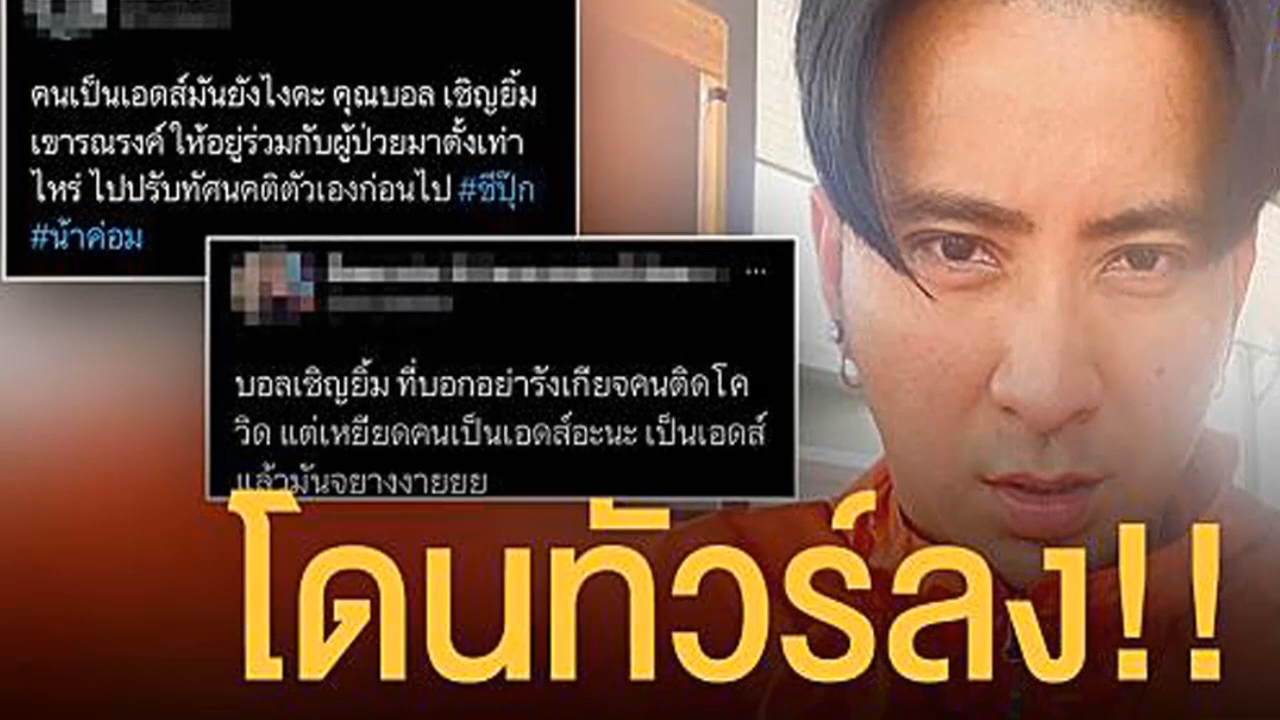 คนเป็นเอดส์มันยังไงคะ คุณบอล เชิญยิ้ม
เขารณรงค์ ให้อยู่ร่วมกับผู้ป่วยมาตั้งเท่า
ไหร่ ไปปรับทัศนคติตัวเองก่อนไป #ชีปุ๊ก
#น้าค่อม
บอลเชิญยิ้ม ที่บอกอย่ารังเกียจคนติดโค
วิด แต่เหยียดคนเป็นเอดส์อะนะ เป็นเอดส์
แล้วมันจยางงายยย
โดนทัวร์ลง!!